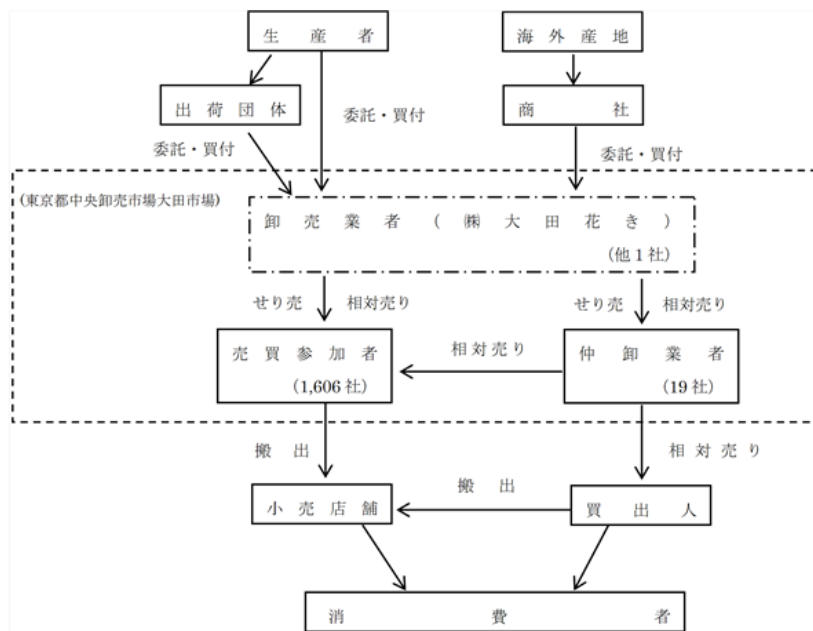 生産者
海外産地
出荷団体
商社
委託・買付
委託・買付
委託・買付
(東京都中央卸売市場大田市場)
卸売業者(㈱大田花き)
(他1社)
せり売 相対売り
せり売 相対売り
売買参加者
(1,606社)
相対売り
仲卸業者
(19社)
搬出
相対売り
小売店舗
搬出
買出人
消費者